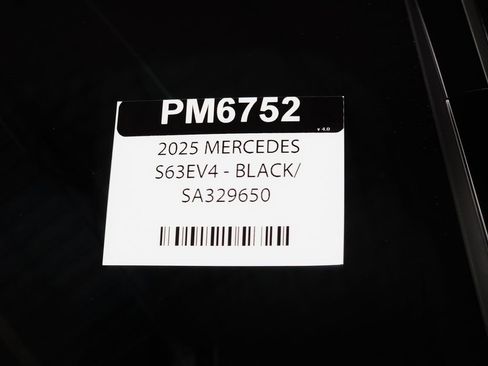 PM6752
v 4.0
2025 MERCEDES
S63EV4 - BLACK/
SA329650